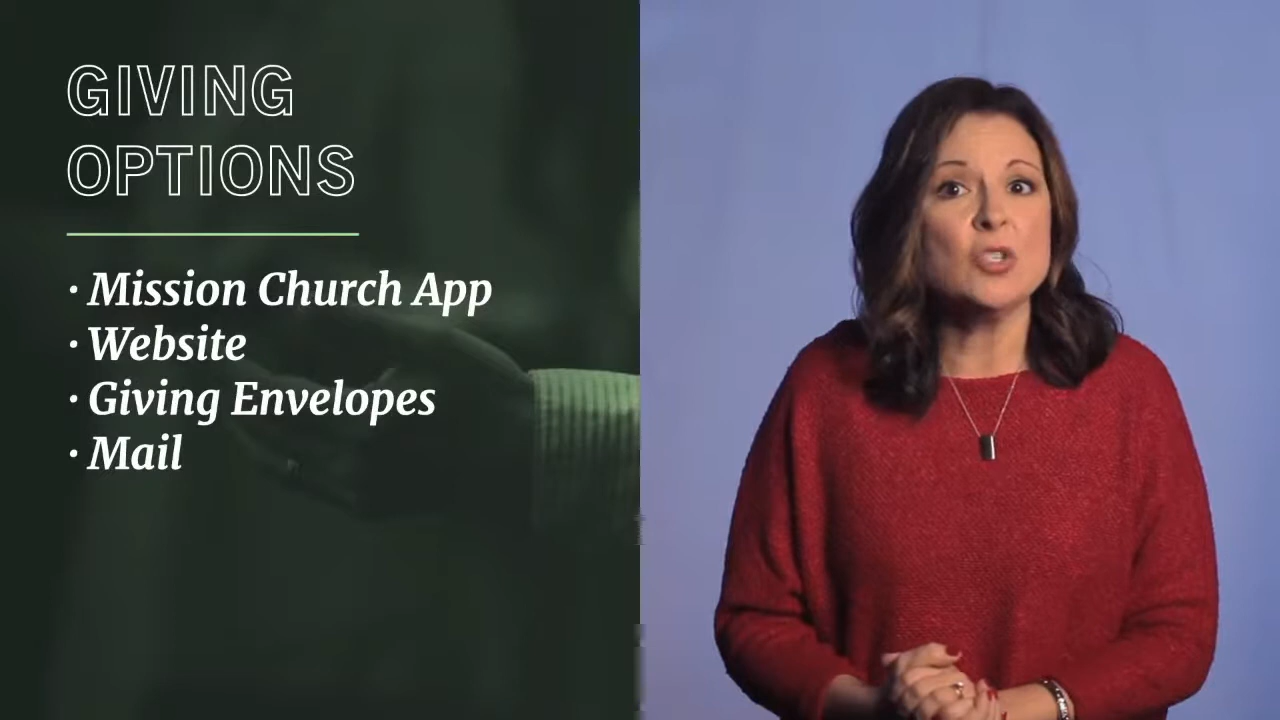 GIVING
OPTIONS
· Mission Church App
· Website
· Giving Envelopes
· Mail